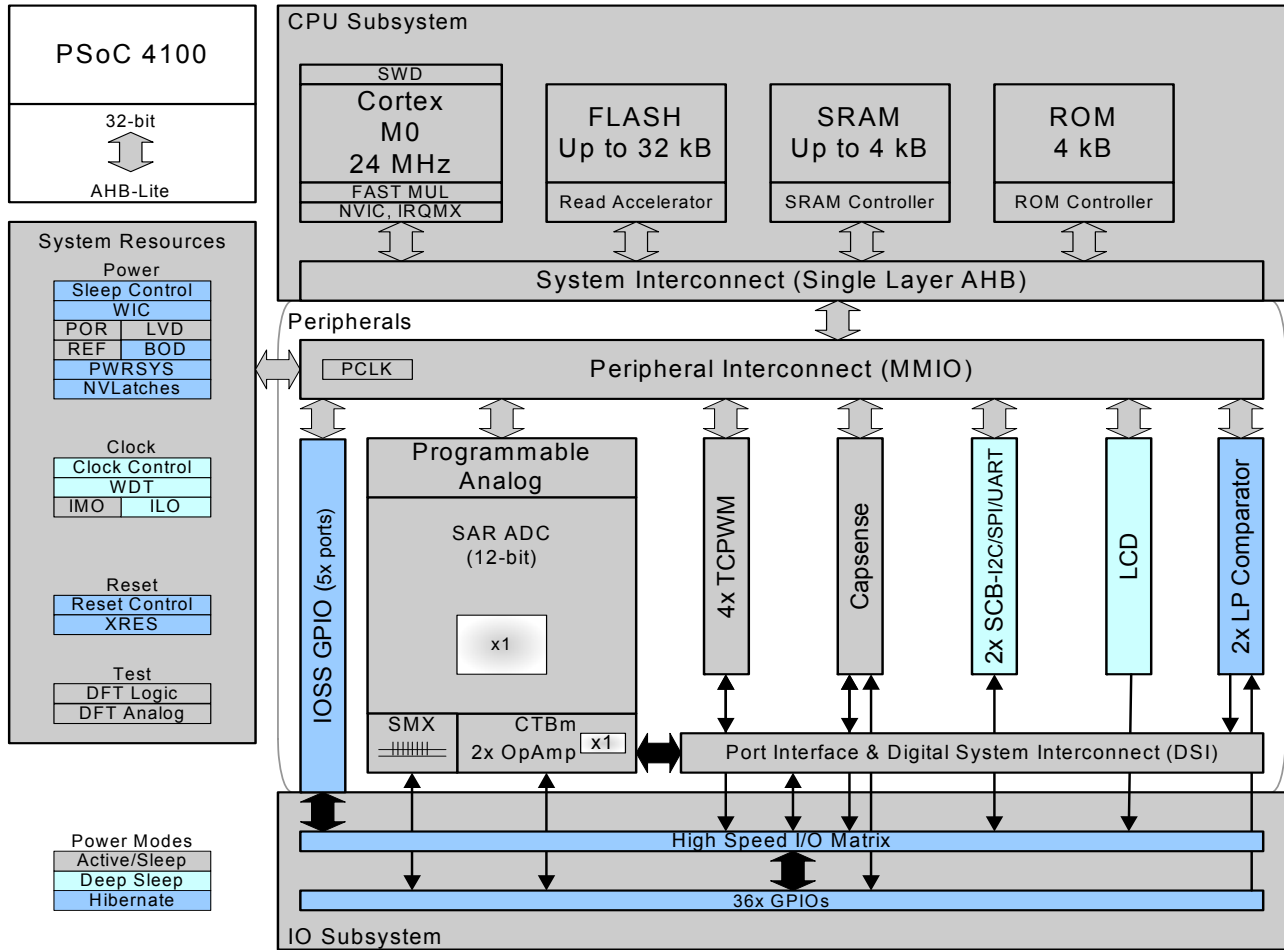 PSoC 4100
32-bit
AHB-Lite
CPU Subsystem
SWD
Cortex
M0
24 MHz
FAST MUL
NVIC, IRQMX
FLASH
Up to 32 kB
Read Accelerator
SRAM
Up to 4 kB
SRAM Controller
ROM
4 kB
ROM Controller
System Interconnect (Single Layer AHB)
System Resources
Power
Sleep Control
WIC
POR LVD
REF BOD
PWRSYS
NVLatches
Clock
Clock Control
WDT
IMO ILO
Reset
Reset Control
XRES
Test
DFT Logic
DFT Analog
Peripherals
PCLK
Peripheral Interconnect (MMIO)
IOSS GPIO (5x ports)
Programmable
Analog
SAR ADC
(12-bit)
x1
SMX
CTBm
2x OpAmp
x1
4x TCPWM
Capsense
2x SCB-I2C/SPI/UART
LCD
2x LP Comparator
Port Interface & Digital System Interconnect (DSI)
High Speed I/O Matrix
36x GPIOs
IO Subsystem
Power Modes
Active/Sleep
Deep Sleep
Hibernate